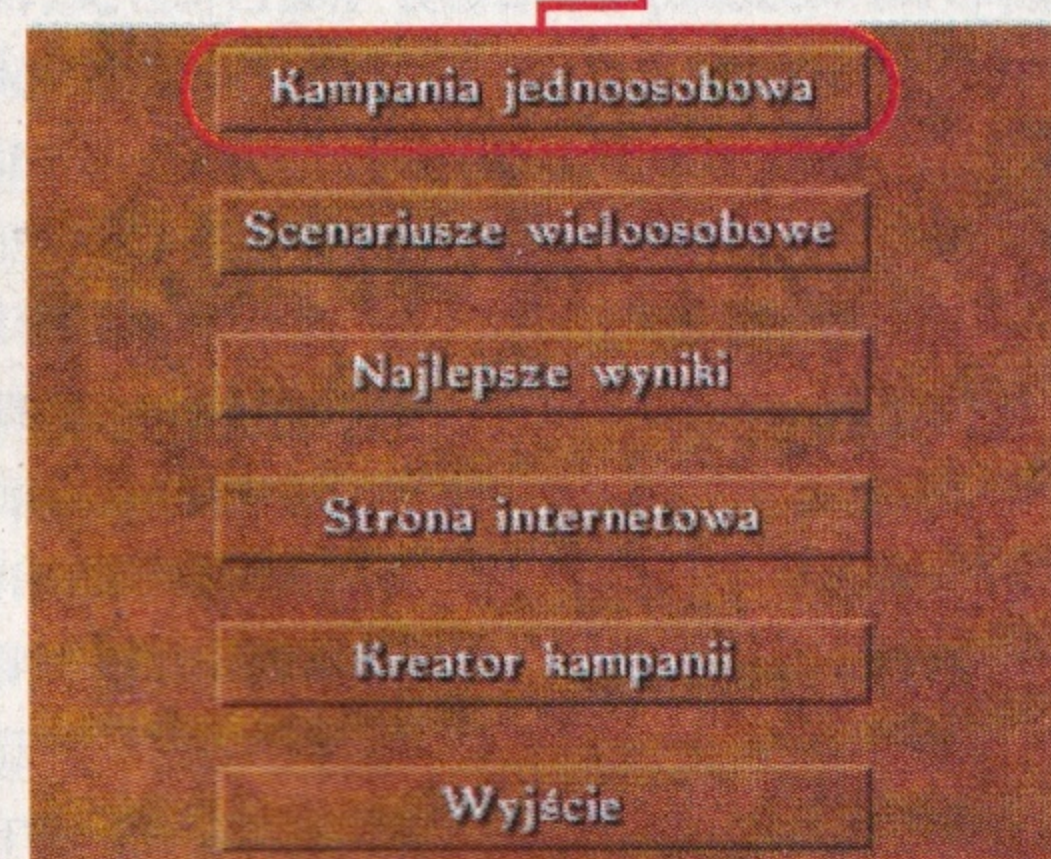 Kampania jednoosobowa
Scenariusze wieloosobowe
Najlepsze wyniki
Strona internetowa
Kreator kampanii
Wyjście